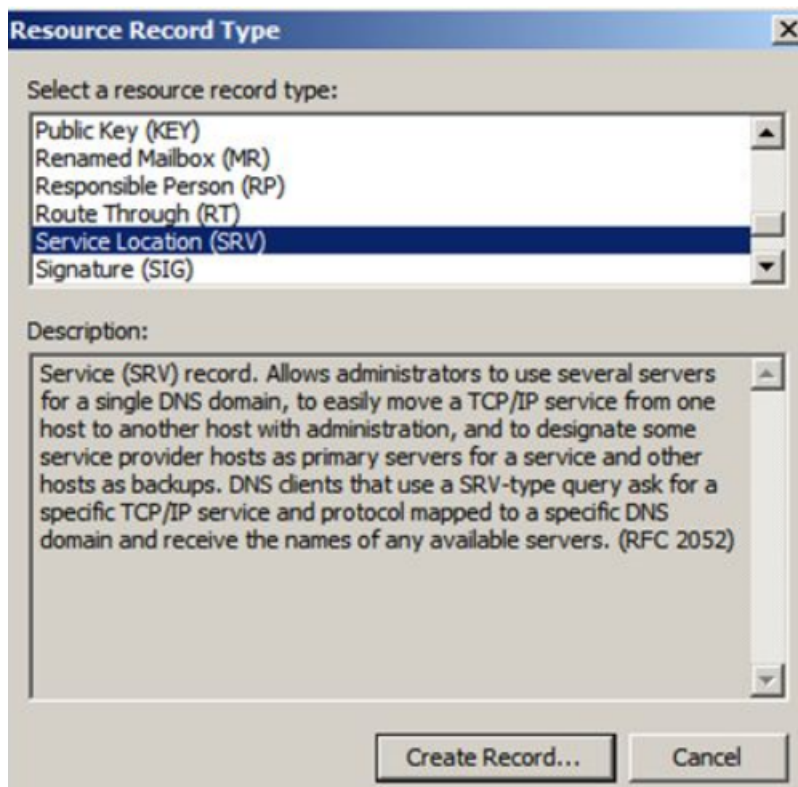 Resource Record Type
Select a resource record type:
Public Key (KEY)
Renamed Mailbox (MR)
Responsible Person (RP)
Route Through (RT)
Service Location (SRV)
Signature (SIG)
Description:
Service (SRV) record. Allows administrators to use several servers
for a single DNS domain, to easily move a TCP/IP service from one
host to another host with administration, and to designate some
service provider hosts as primary servers for a service and other
hosts as backups. DNS clients that use a SRV-type query ask for a
specific TCP/IP service and protocol mapped to a specific DNS
domain and receive the names of any available servers. (RFC 2052)
Create Record...
Cancel